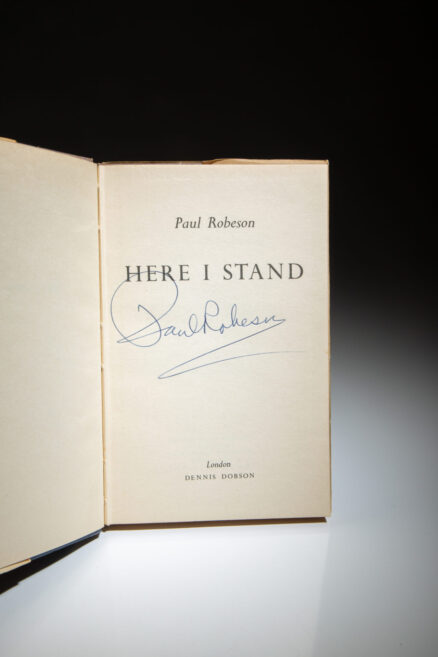 Paul Robeson
HERE I STAND
Paul Robeson
London
DENNIS DOBSON